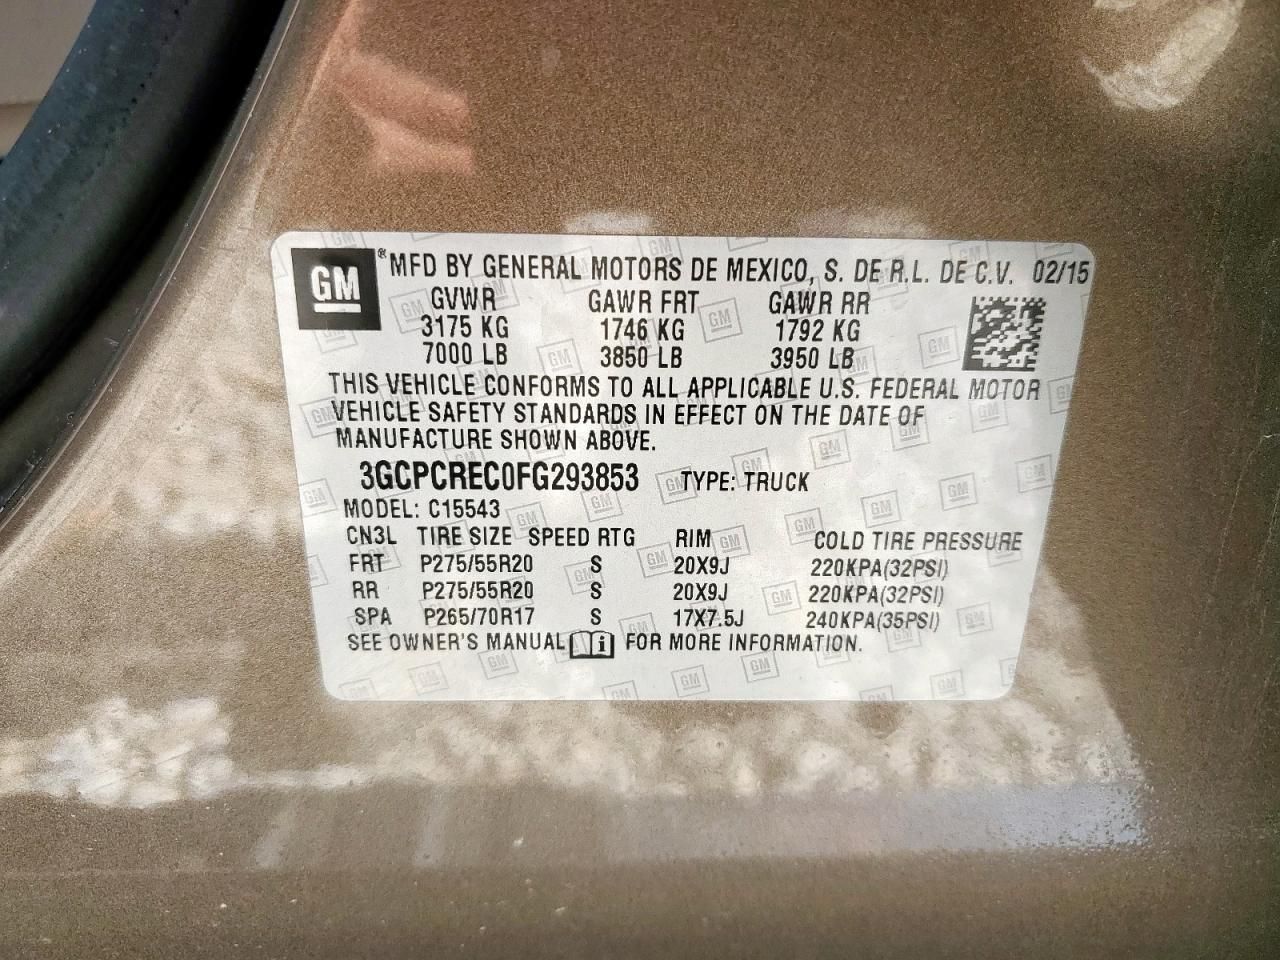 GM ® MFD BY GENERAL MOTORS DE MEXICO, S. DE R.L. DE C.V. 02/15
GVWR GAWR FRT GAWR RR
3175 KG 1746 KG 1792 KG
7000 LB 3850 LB 3950 LB
THIS VEHICLE CONFORMS TO ALL APPLICABLE U.S. FEDERAL MOTOR
VEHICLE SAFETY STANDARDS IN EFFECT ON THE DATE OF
MANUFACTURE SHOWN ABOVE.
3GCPCREC0FG293853 TYPE: TRUCK
MODEL: C15543
CN3L TIRE SIZE SPEED RTG RIM COLD TIRE PRESSURE
FRT P275/55R20 S 20X9J 220KPA(32PSI)
RR P275/55R20 S 20X9J 220KPA(32PSI)
SPA P265/70R17 S 17X7.5J 240KPA(35PSI)
SEE OWNER'S MANUAL i FOR MORE INFORMATION.